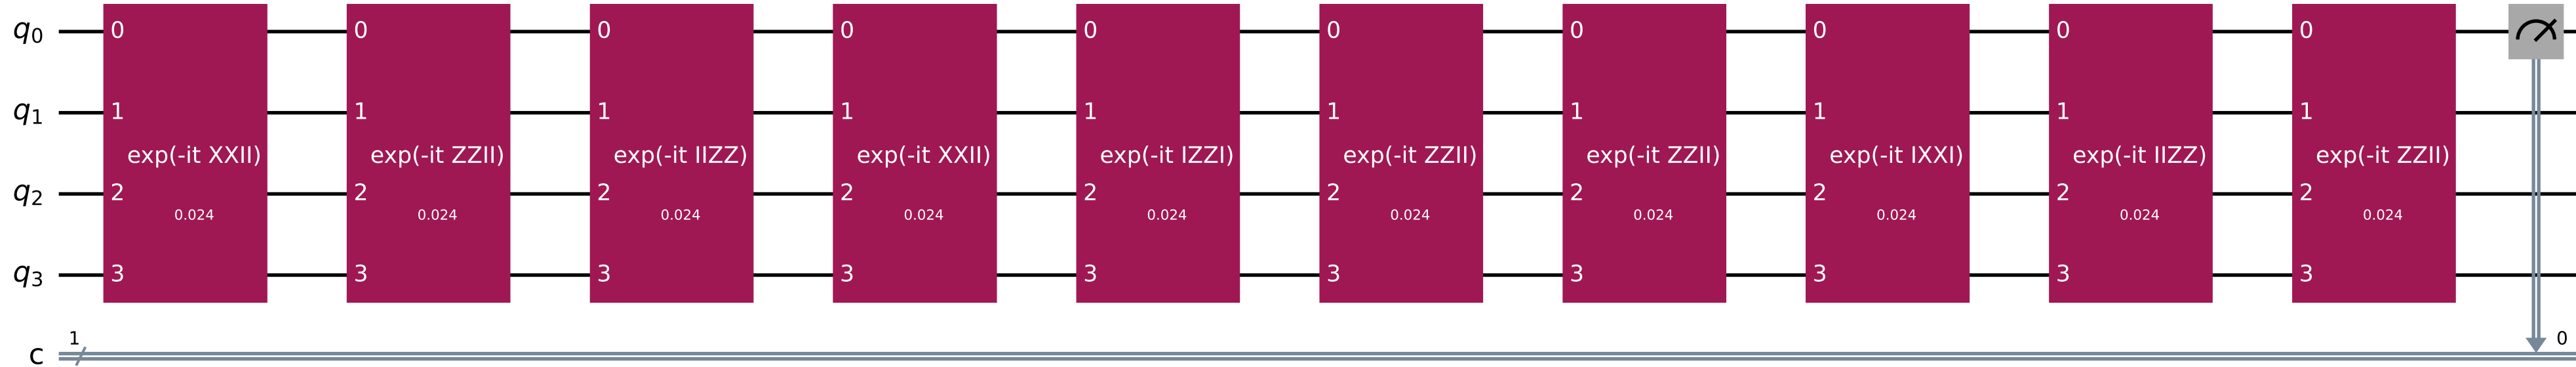 q0 0 0 0 0 0 0 0 0 0 0
q1 1 1 1 1 1 1 1 1 1 1
exp(-it XXII) exp(-it ZZII) exp(-it IIZZ) exp(-it XXII) exp(-it IZZI) exp(-it ZZII) exp(-it ZZII) exp(-it IXXI) exp(-it IIZZ) exp(-it ZZII)
q2 2 2 2 2 2 2 2 2 2 2
0.024 0.024 0.024 0.024 0.024 0.024 0.024 0.024 0.024 0.024
q3 3 3 3 3 3 3 3 3 3 3
1 0
c